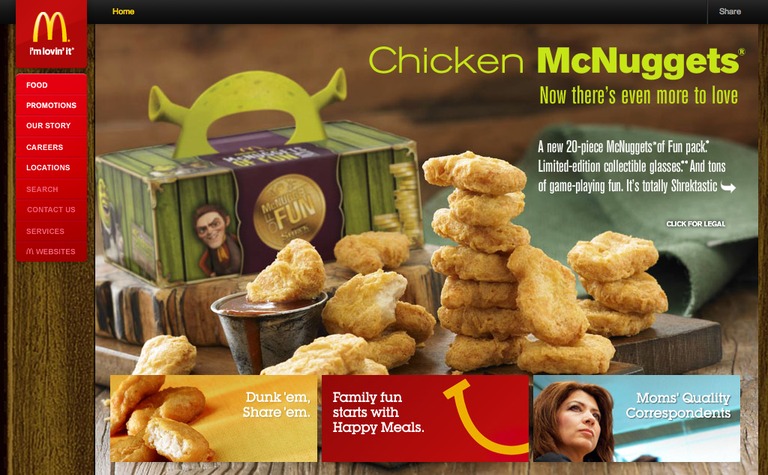 Home
Share
i'm lovin' it®
FOOD
PROMOTIONS
OUR STORY
CAREERS
LOCATIONS
SEARCH
CONTACT US
SERVICES
WEBSITES
Chicken McNuggets®
Now there's even more to love
A new 20-piece McNuggets® of Fun pack.*
Limited-edition collectible glasses.** And tons
of game-playing fun. It's totally Shrektastic
CLICK FOR LEGAL
McNuggets
FUN
Dunk 'em,
Share 'em.
Family fun
starts with
Happy Meals.
Moms' Quality
Correspondents